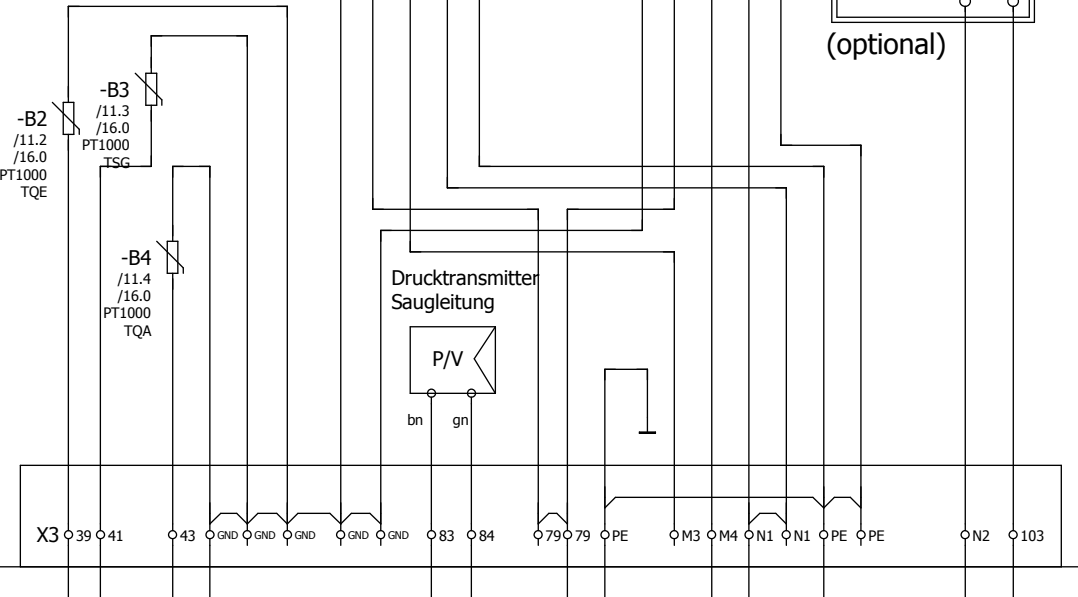 (optional)
-B3
/11.3
/16.0
PT1000
TSG
-B2
/11.2
/16.0
PT1000
TQE
-B4
/11.4
/16.0
PT1000
TQA
Drucktransmitter
Saugleitung
P/V
bn gn
X3 39 41 43 GND GND GND GND GND 83 84 79 79 PE M3 M4 N1 N1 PE PE N2 103